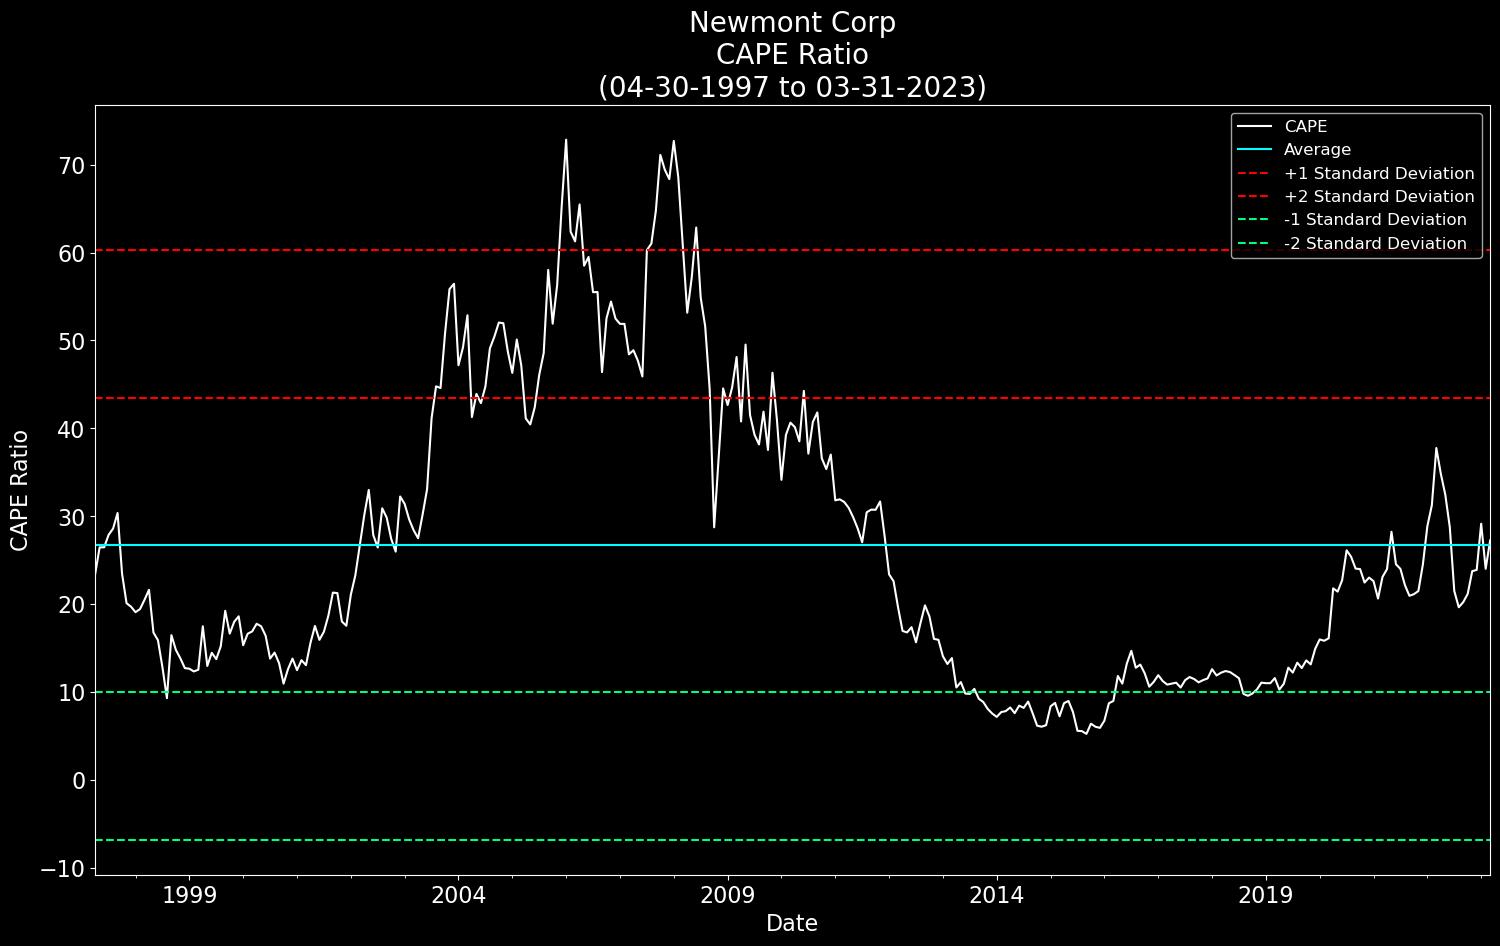 Newmont Corp
CAPE Ratio
(04-30-1997 to 03-31-2023)
CAPE
Average
+1 Standard Deviation
+2 Standard Deviation
-1 Standard Deviation
-2 Standard Deviation
CAPE Ratio
70
60
50
40
30
20
10
0
−10
1999
2004
2009
2014
2019
Date